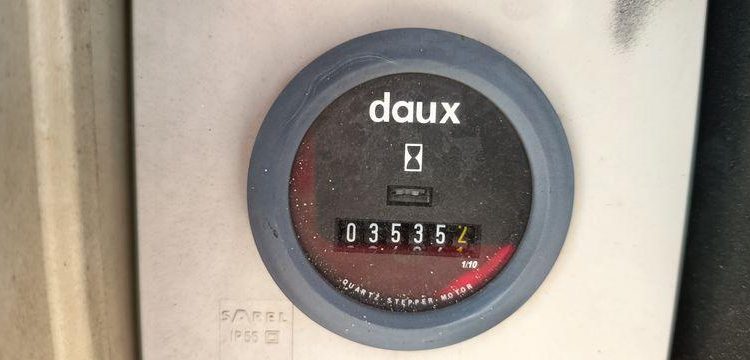 daux
03535
1/10
QUARTZ STEPPER MOTOR
SAREL
IP55